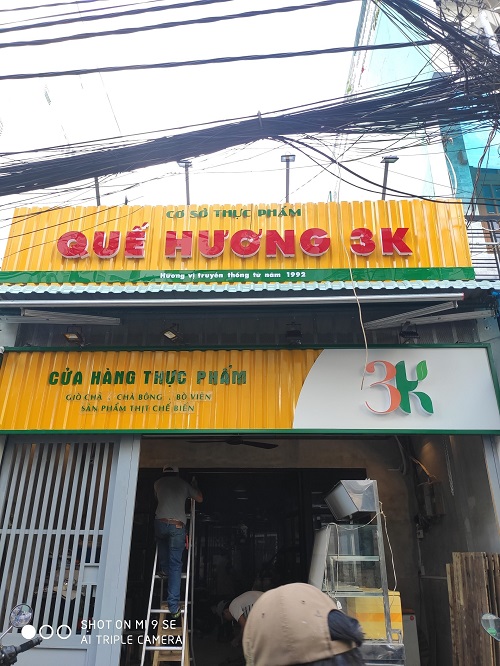 CƠ SỞ THỰC PHẨM
QUẾ HƯƠNG 3K
Hương vị truyền thống từ năm 1992
CỬA HÀNG THỰC PHẨM
GIÒ CHẢ . CHÀ BÔNG . BÒ VIÊN
SẢN PHẨM THỊT CHẾ BIẾN
3K
SHOT ON MI 9 SE
AI TRIPLE CAMERA